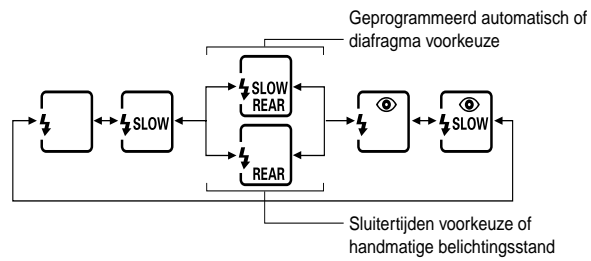 Geprogrammeerd automatisch of
diafragma voorkeuze
SLOW
SLOW
REAR
REAR
SLOW
Sluitertijden voorkeuze of
handmatige belichtingsstand